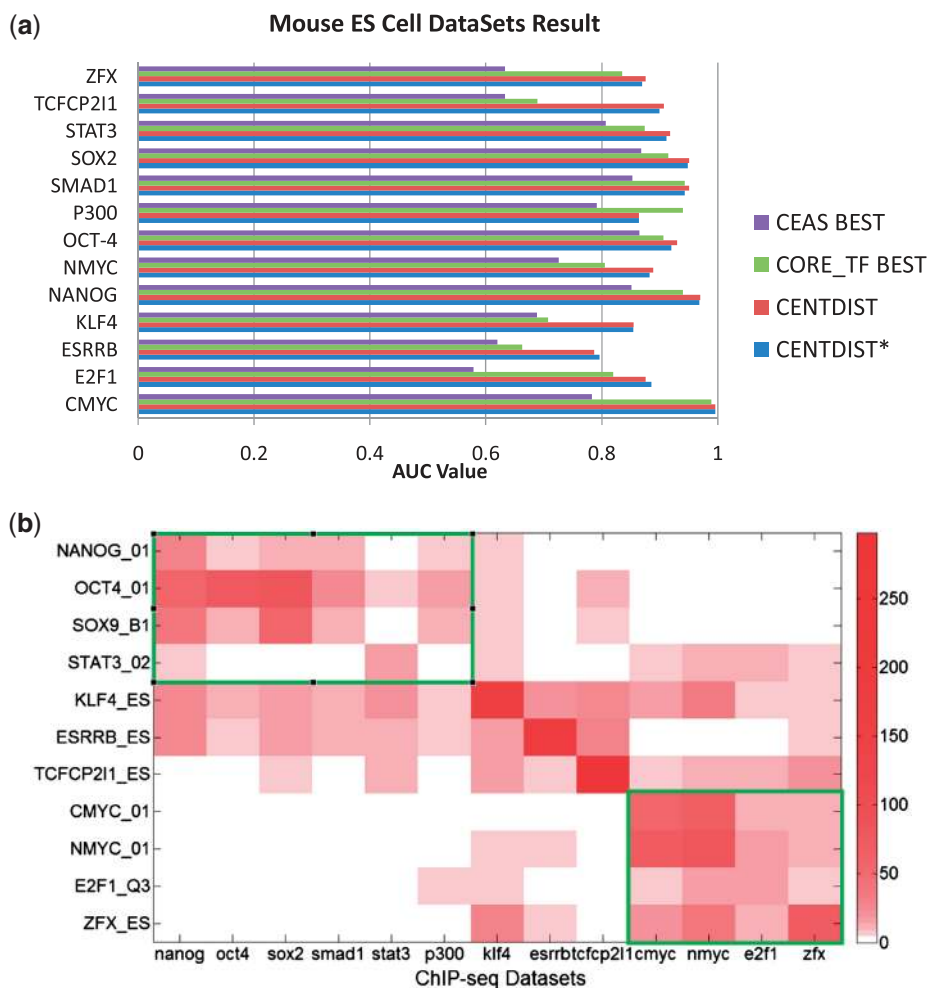 (a)
Mouse ES Cell DataSets Result
ZFX
TCFCP2I1
STAT3
SOX2
SMAD1
P300
OCT-4
NMYC
NANOG
KLF4
ESRRB
E2F1
CMYC
0 0.2 0.4 0.6 0.8 1
AUC Value
CEAS BEST
CORE_TF BEST
CENTDIST
CENTDIST*
(b)
NANOG_01
OCT4_01
SOX9_B1
STAT3_02
KLF4_ES
ESRRB_ES
TCFCP2I1_ES
CMYC_01
NMYC_01
E2F1_Q3
ZFX_ES
nanog oct4 sox2 smad1 stat3 p300 klf4 esrrbtcfcp2l1 cmyc nmyc e2f1 zfx
ChIP-seq Datasets
250
200
150
100
50
0